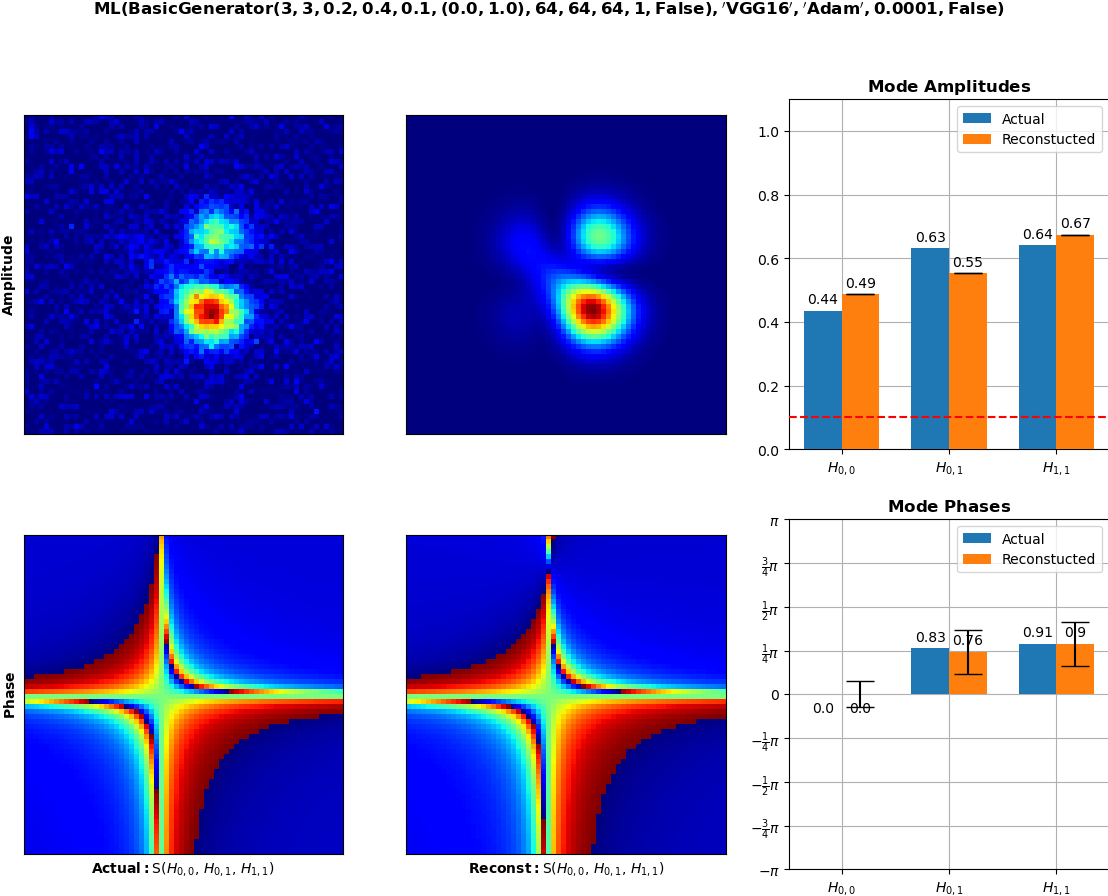 ML(BasicGenerator(3, 3, 0.2, 0.4, 0.1, (0.0, 1.0), 64, 64, 64, 1, False), ′VGG16′, ′Adam′, 0.0001, False)
Amplitude
Mode Amplitudes
Actual
Reconstucted
1.0
0.8
0.6
0.4
0.2
0.0
0.44
0.49
0.63
0.55
0.64
0.67
H0,0
H0,1
H1,1
Phase
Actual: S(H0,0, H0,1, H1,1)
Reconst: S(H0,0, H0,1, H1,1)
Mode Phases
Actual
Reconstucted
π
3/4π
1/2π
1/4π
0
−1/4π
−1/2π
−3/4π
−π
0.0
0.0
0.83
0.76
0.91
0.9
H0,0
H0,1
H1,1